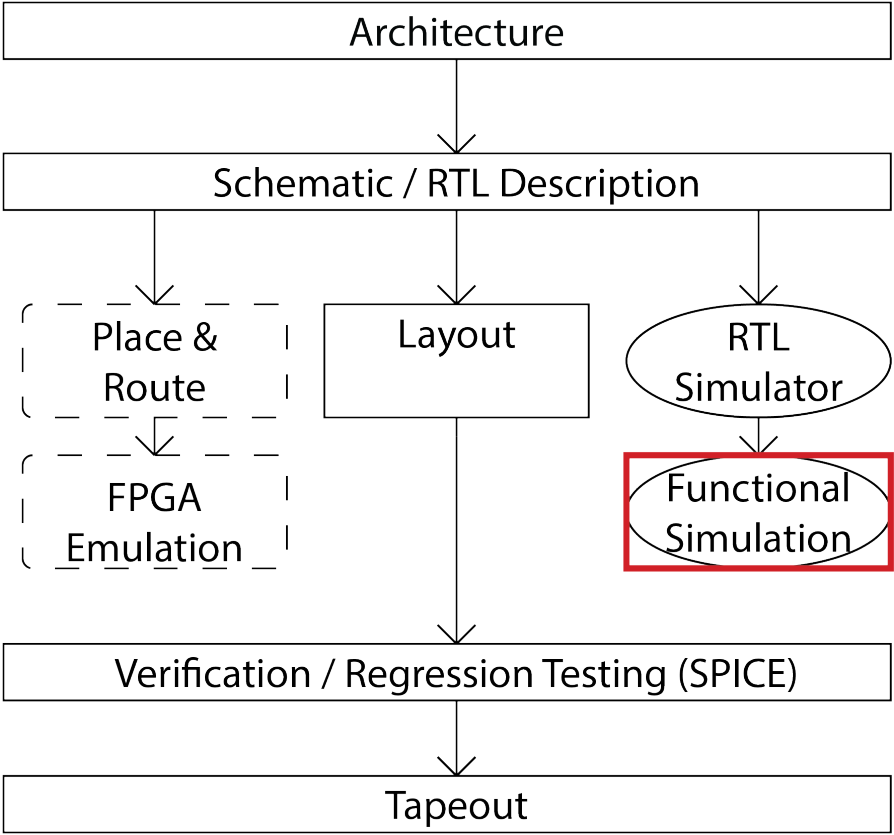 Architecture
Schematic / RTL Description
Place &
Route
Layout
RTL
Simulator
FPGA
Emulation
Functional
Simulation
Verification / Regression Testing (SPICE)
Tapeout